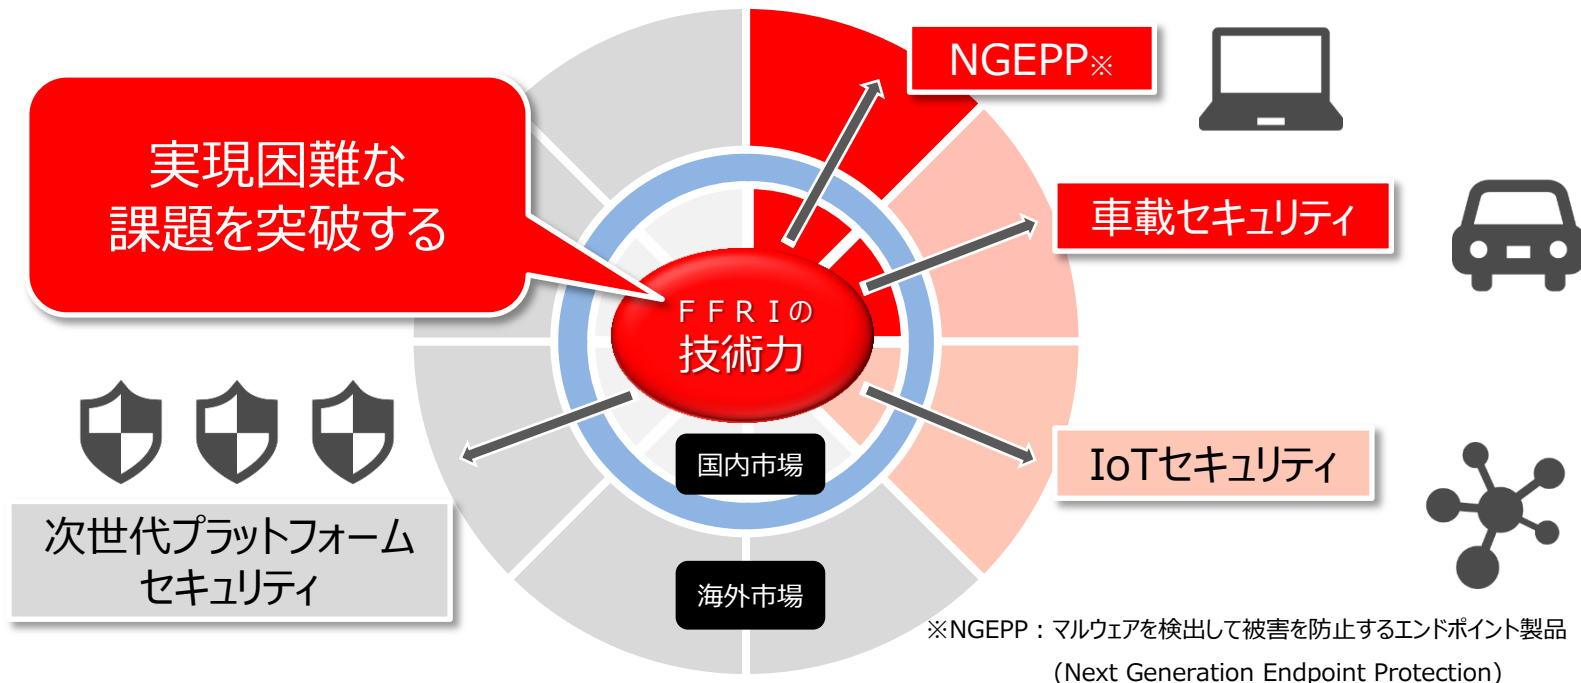 実現困難な
課題を突破する
NGEPP※
車載セキュリティ
ＦＦＲＩの
技術力
国内市場
IoTセキュリティ
次世代プラットフォーム
セキュリティ
海外市場
※NGEPP：マルウェアを検出して被害を防止するエンドポイント製品
(Next Generation Endpoint Protection)